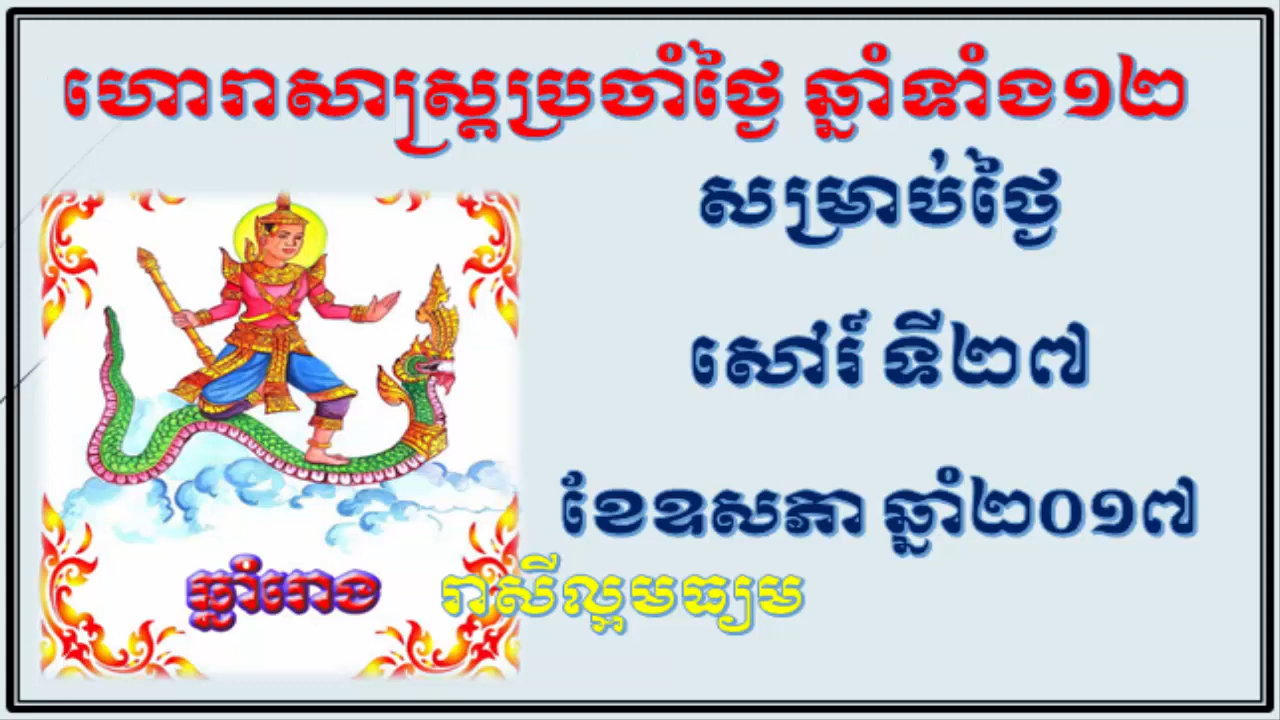 ហោរាសាស្ត្រប្រចាំថ្ងៃ ឆ្នាំទាំង១២
សម្រាប់ថ្ងៃ
សៅរ៍ ទី២៧
ខែឧសភា ឆ្នាំ២០១៧
ឆ្នាំរោង រាសីល្អមធ្យម